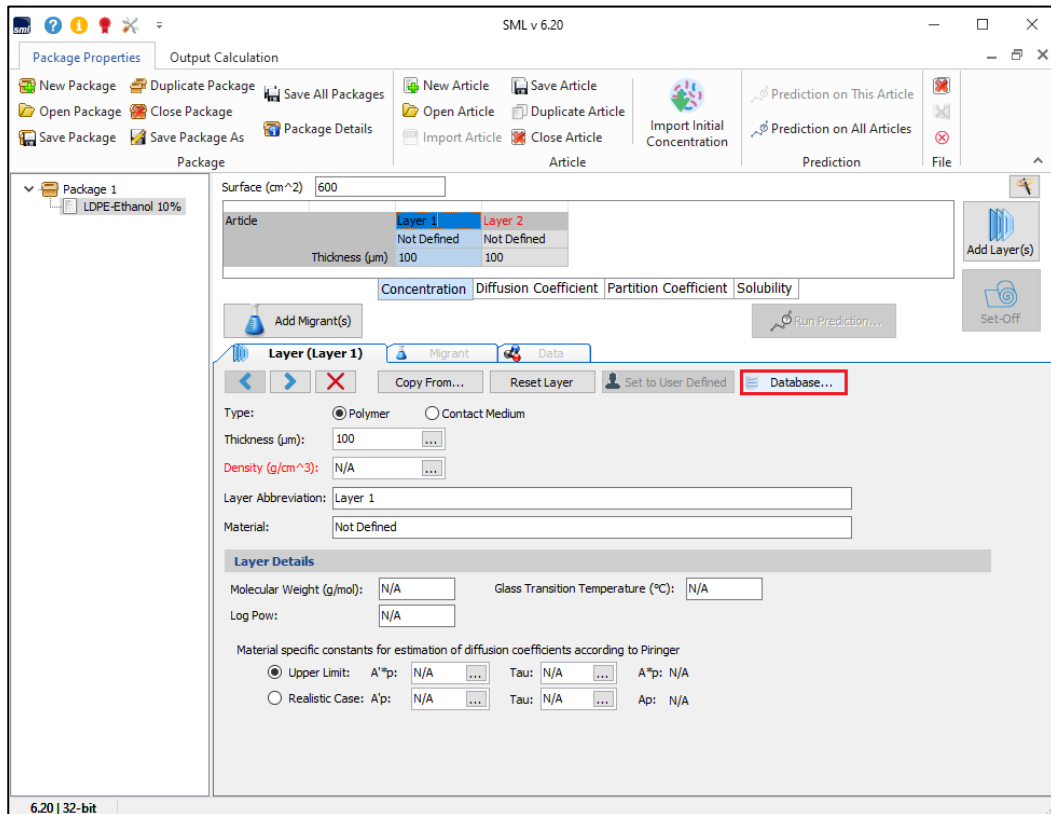 sml SML v 6.20
Package Properties Output Calculation
New Package Duplicate Package Save All Packages New Article Save Article Import Initial Concentration Prediction on This Article
Open Package Close Package Open Article Duplicate Article
Save Package Save Package As Package Details Import Article Close Article Prediction on All Articles
Package Article Prediction File
Package 1
LDPE-Ethanol 10%
Surface (cm^2) 600
Article Layer 1 Layer 2
Not Defined Not Defined
Thickness (µm) 100 100
Add Layer(s)
Concentration Diffusion Coefficient Partition Coefficient Solubility
Add Migrant(s) Run Prediction... Set-Off
Layer (Layer 1) Migrant Data
Copy From... Reset Layer Set to User Defined Database...
Type: Polymer Contact Medium
Thickness (µm): 100 ...
Density (g/cm^3): N/A ...
Layer Abbreviation: Layer 1
Material: Not Defined
Layer Details
Molecular Weight (g/mol): N/A Glass Transition Temperature (°C): N/A
Log Pow: N/A
Material specific constants for estimation of diffusion coefficients according to Piringer
Upper Limit: A'*p: N/A ... Tau: N/A ... A*p: N/A
Realistic Case: A'p: N/A ... Tau: N/A ... Ap: N/A
6.20 | 32-bit